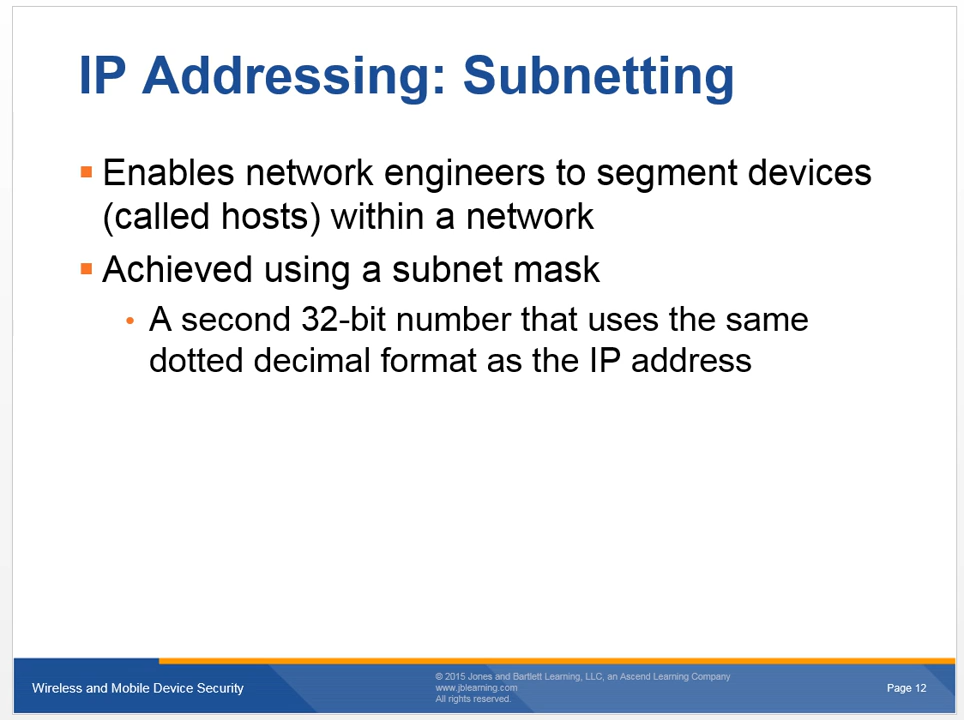 IP Addressing: Subnetting
▪ Enables network engineers to segment devices
(called hosts) within a network
▪ Achieved using a subnet mask
• A second 32-bit number that uses the same
dotted decimal format as the IP address
Wireless and Mobile Device Security
© 2015 Jones and Bartlett Learning, LLC, an Ascend Learning Company
www.jblearning.com
All rights reserved.
Page 12